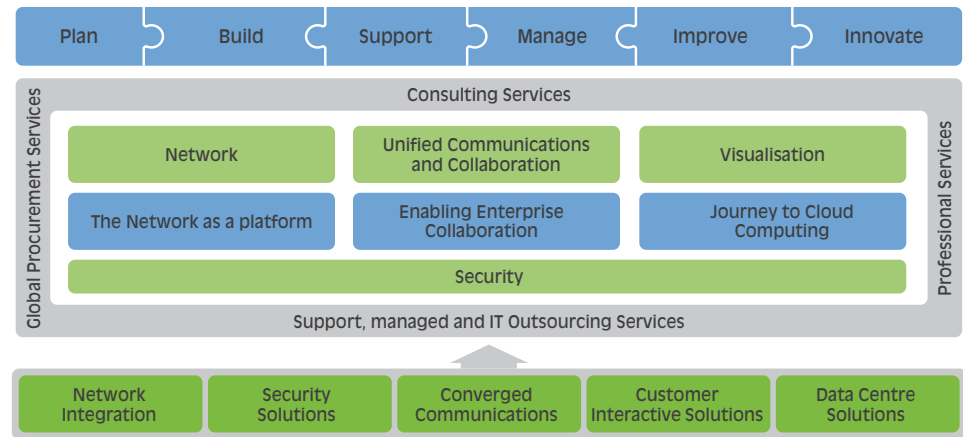 Plan
Build
Support
Manage
Improve
Innovate
Global Procurement Services
Consulting Services
Professional Services
Network
Unified Communications
and Collaboration
Visualisation
The Network as a platform
Enabling Enterprise
Collaboration
Journey to Cloud
Computing
Security
Support, managed and IT Outsourcing Services
Network
Integration
Security
Solutions
Converged
Communications
Customer
Interactive Solutions
Data Centre
Solutions